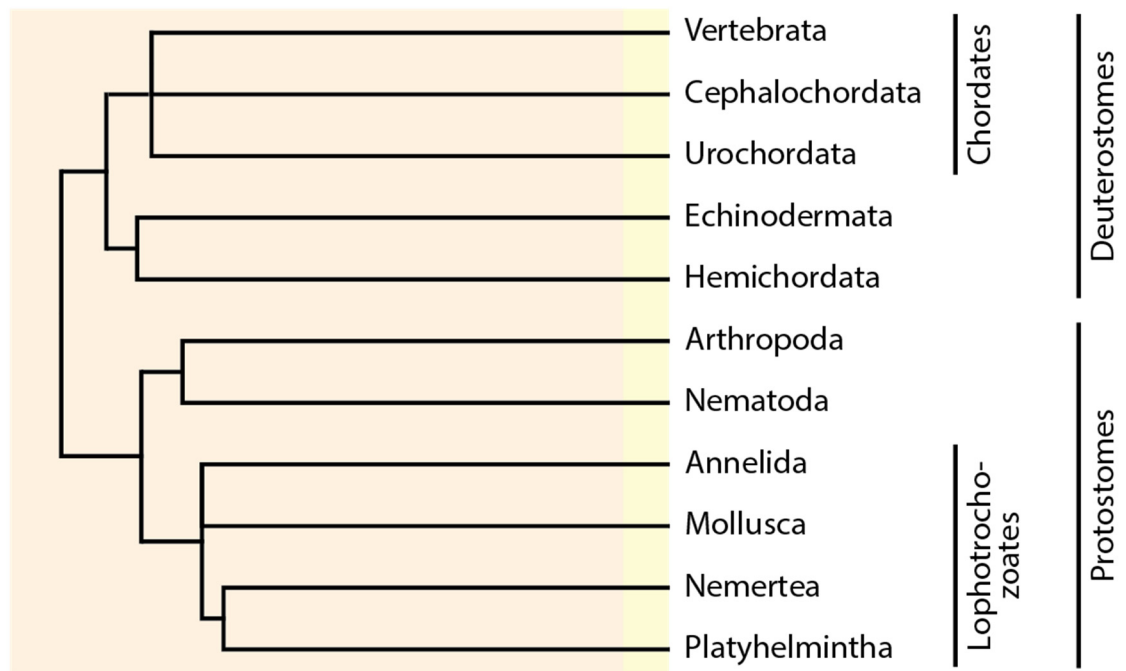 Vertebrata
Cephalochordata
Urochordata
Echinodermata
Hemichordata
Arthropoda
Nematoda
Annelida
Mollusca
Nemertea
Platyhelmintha
Chordates
Lophotrocho-
zoates
Deuterostomes
Protostomes